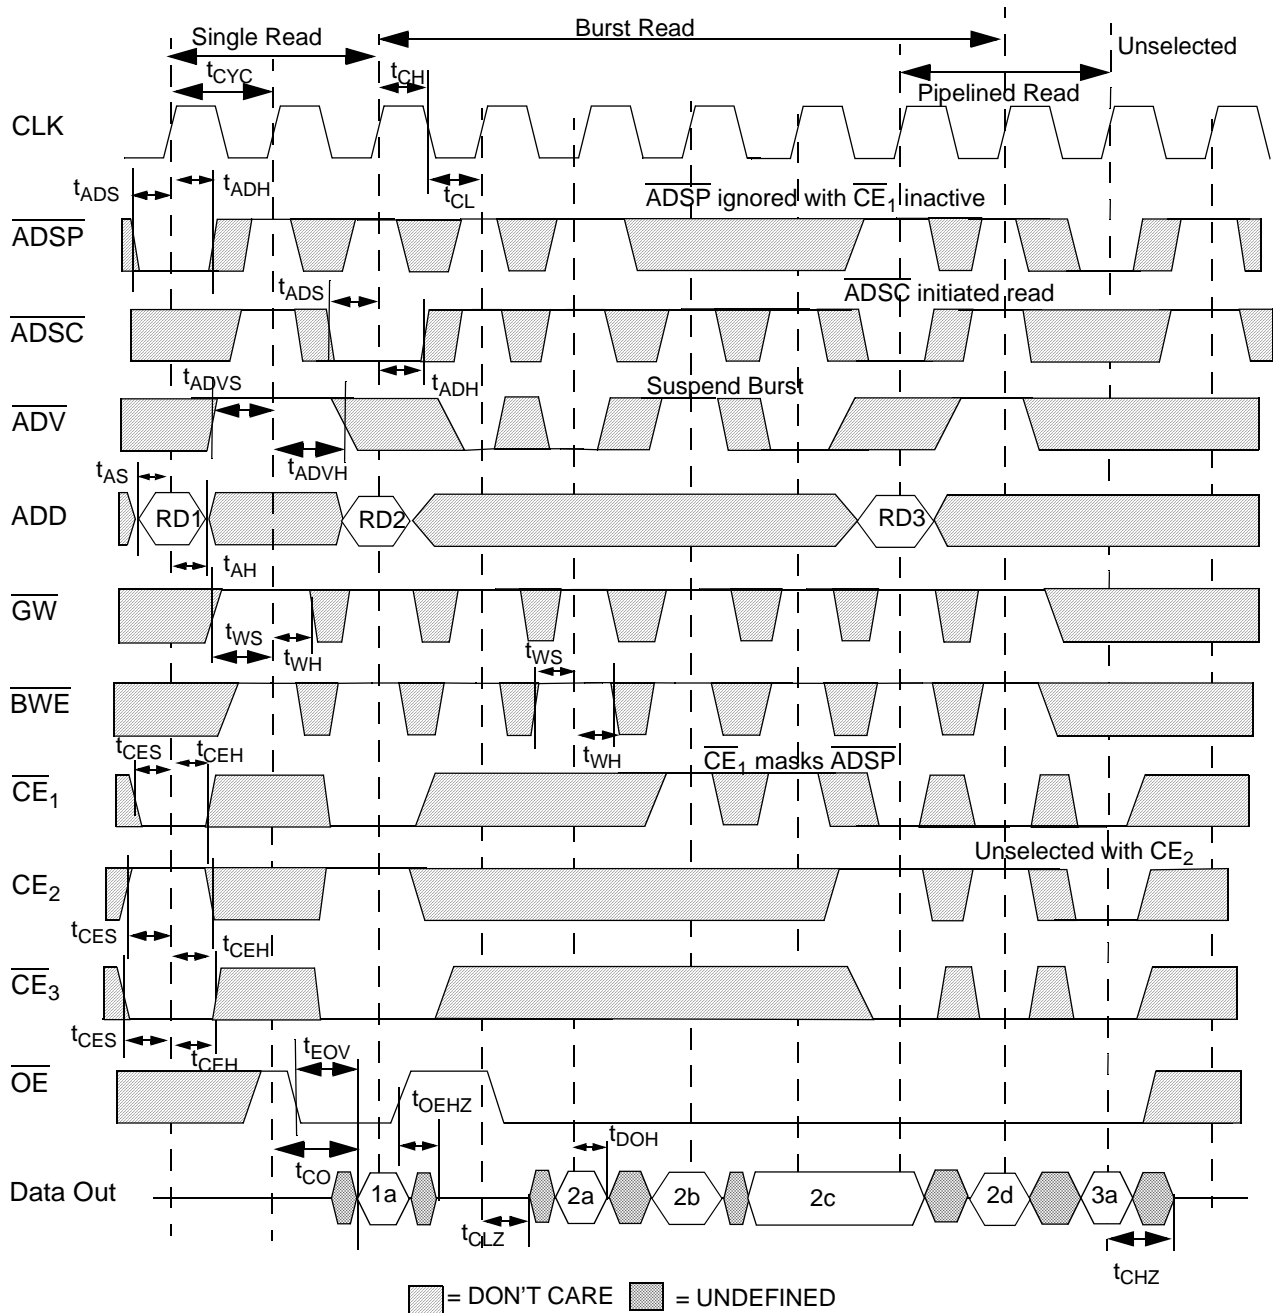 Burst Read
Single Read
Unselected
tCYC
tCH
Pipelined Read
CLK
tADS
tADH
tCL
ADSP ignored with CE1 inactive
ADSP
tADS
ADSC initiated read
ADSC
tADVS
tADH
Suspend Burst
ADV
tAS
tADVH
ADD
RD1
RD2
RD3
tAH
GW
tWS
tWH
tWS
BWE
tCES
tCEH
tWH
CE1 masks ADSP
CE1
Unselected with CE2
CE2
tCES
tCEH
CE3
tCES
tCEH
tEOV
OE
tOEHZ
tCO
tDOH
Data Out
1a
2a
2b
2c
2d
3a
tCLZ
tCHZ
= DON'T CARE
= UNDEFINED